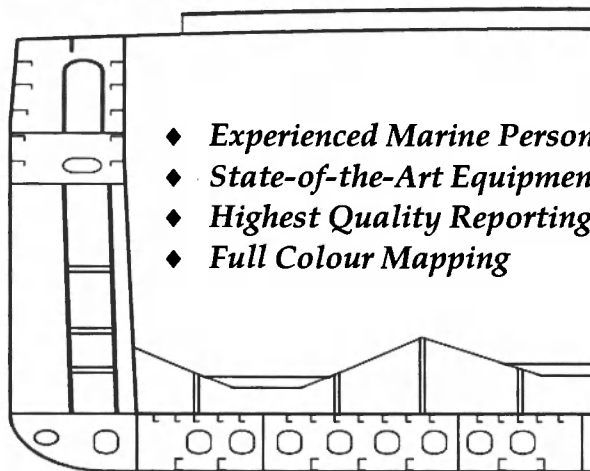 ♦ Experienced Marine Person
♦ State-of-the-Art Equipmen
♦ Highest Quality Reporting
♦ Full Colour Mapping